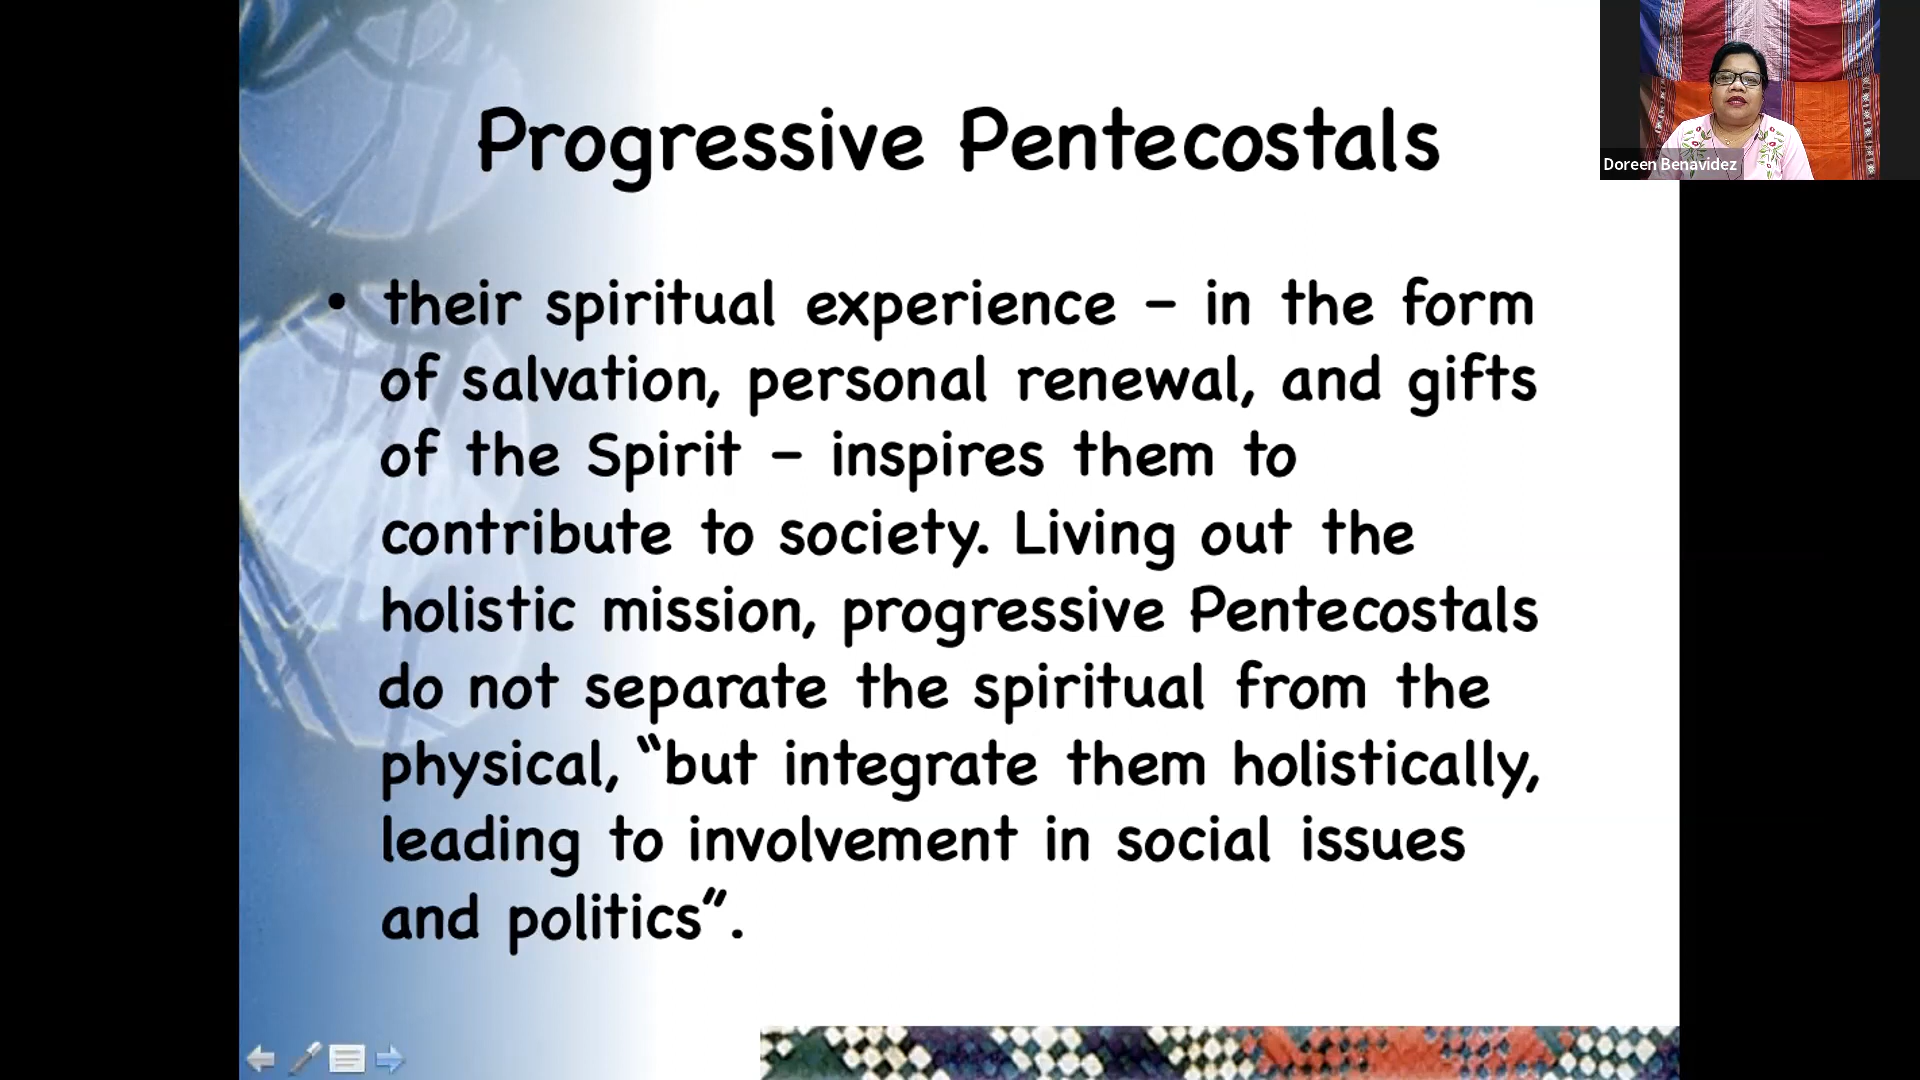 Progressive Pentecostals
Doreen Benavidez
• their spiritual experience – in the form
of salvation, personal renewal, and gifts
of the Spirit – inspires them to
contribute to society. Living out the
holistic mission, progressive Pentecostals
do not separate the spiritual from the
physical, “but integrate them holistically,
leading to involvement in social issues
and politics”.